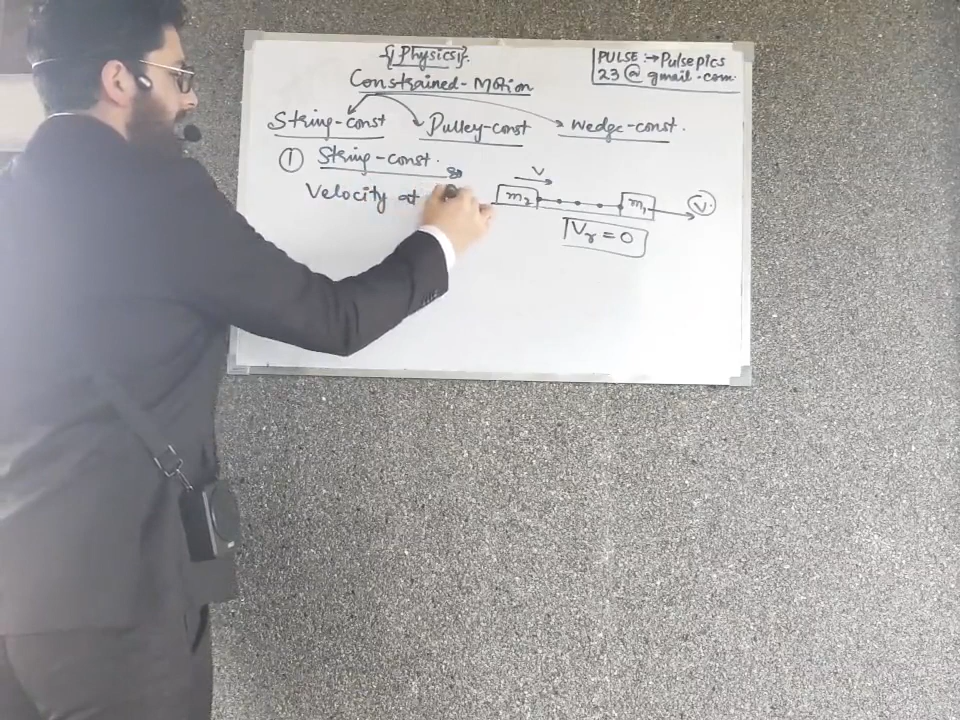 {Physics}
Constrained-Motion
PULSE :→ Pulsepics
23@gmail.com.
String-const
Pulley-const
Wedge-const.
① String-const.
Velocity at
V
m₂
m₁
V.
Vᵣ = 0